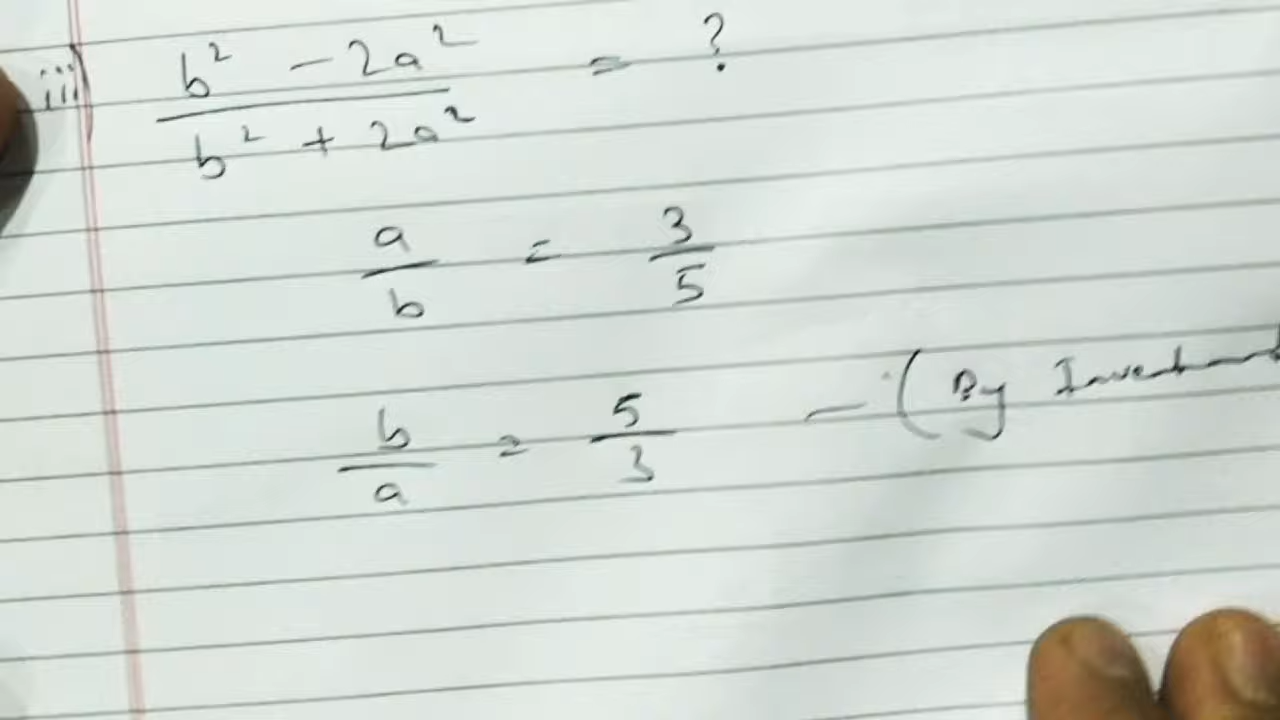 iii) b² - 2a² / b² + 2a² = ?
a/b = 3/5
b/a = 5/3 — (By